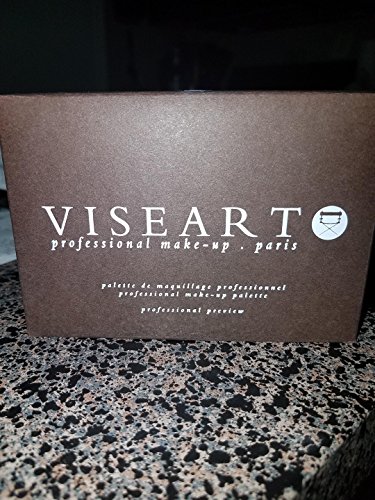 VISEART
professional make-up . paris
palette de maquillage professionnel
professional make-up palette
professional preview